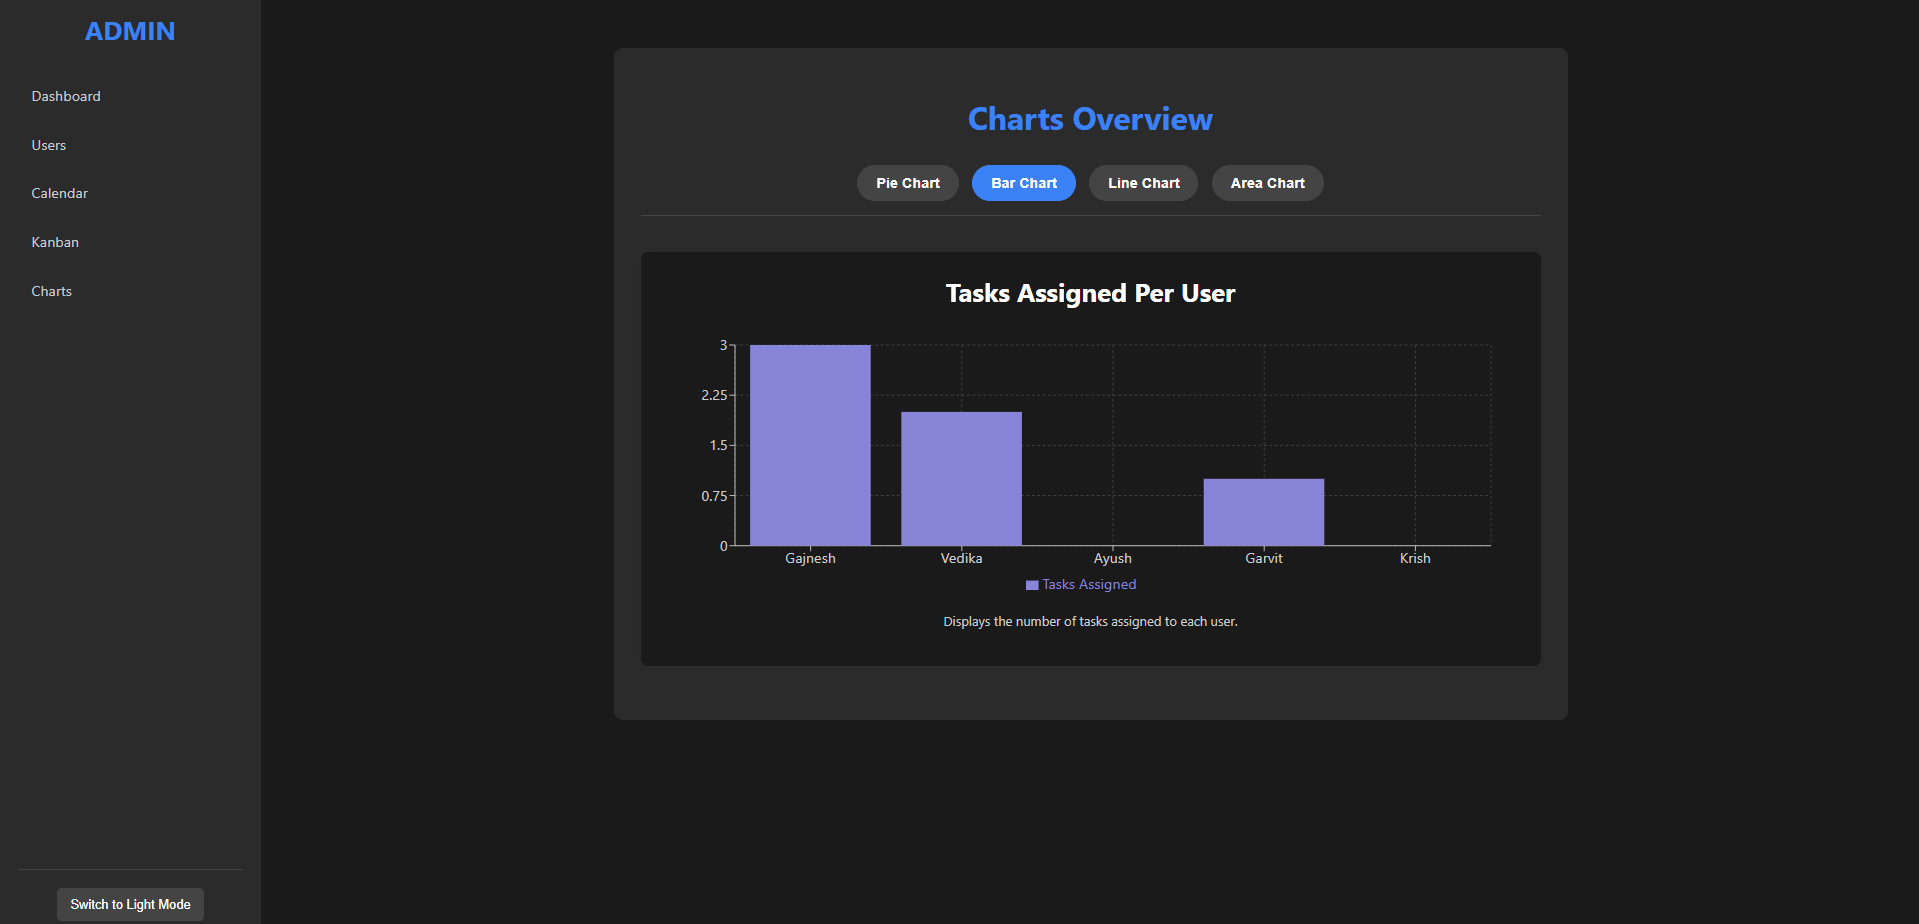 ADMIN
Dashboard
Users
Calendar
Kanban
Charts
Switch to Light Mode
Charts Overview
Pie Chart Bar Chart Line Chart Area Chart
Tasks Assigned Per User
3
2.25
1.5
0.75
0
Gajnesh Vedika Ayush Garvit Krish
Tasks Assigned
Displays the number of tasks assigned to each user.